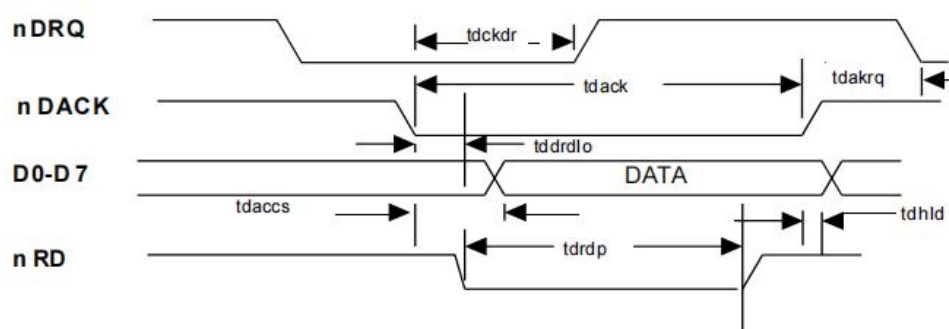 nDRQ
tdckdr
tdack
tdakrq
nDACK
tddrdlo
D0-D7
DATA
tdaccs
tdhld
tdrdp
nRD